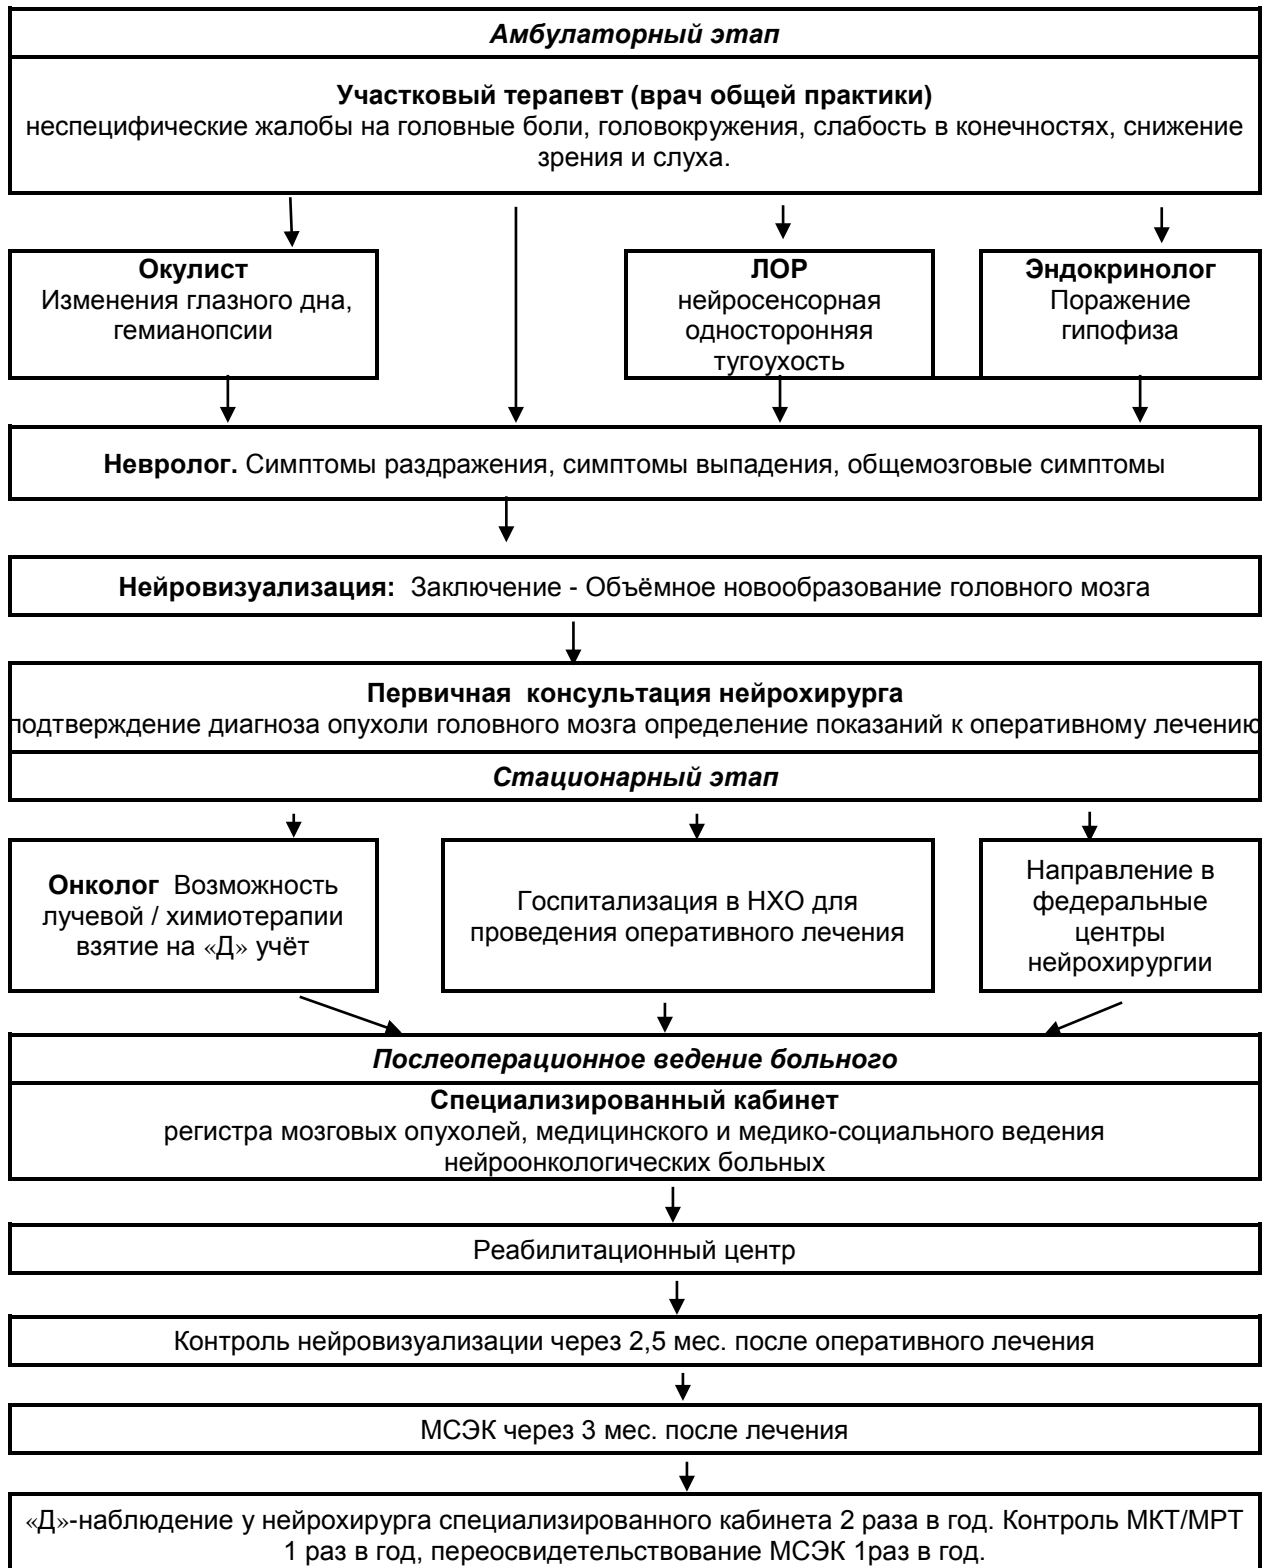 Амбулаторный этап
Участковый терапевт (врач общей практики)
неспецифические жалобы на головные боли, головокружения, слабость в конечностях, снижение
зрения и слуха.
Окулист
Изменения глазного дна,
гемианопсии
ЛОР
нейросенсорная
односторонняя
тугоухость
Эндокринолог
Поражение
гипофиза
Невролог. Симптомы раздражения, симптомы выпадения, общемозговые симптомы
Нейровизуализация: Заключение - Объёмное новообразование головного мозга
Первичная консультация нейрохирурга
подтверждение диагноза опухоли головного мозга определение показаний к оперативному лечению
Стационарный этап
Онколог Возможность
лучевой / химиотерапии
взятие на «Д» учёт
Госпитализация в НХО для
проведения оперативного лечения
Направление в
федеральные
центры
нейрохирургии
Послеоперационное ведение больного
Специализированный кабинет
регистра мозговых опухолей, медицинского и медико-социального ведения
нейроонкологических больных
Реабилитационный центр
Контроль нейровизуализации через 2,5 мес. после оперативного лечения
МСЭК через 3 мес. после лечения
«Д»-наблюдение у нейрохирурга специализированного кабинета 2 раза в год. Контроль МКТ/МРТ
1 раз в год, переосвидетельствование МСЭК 1раз в год.